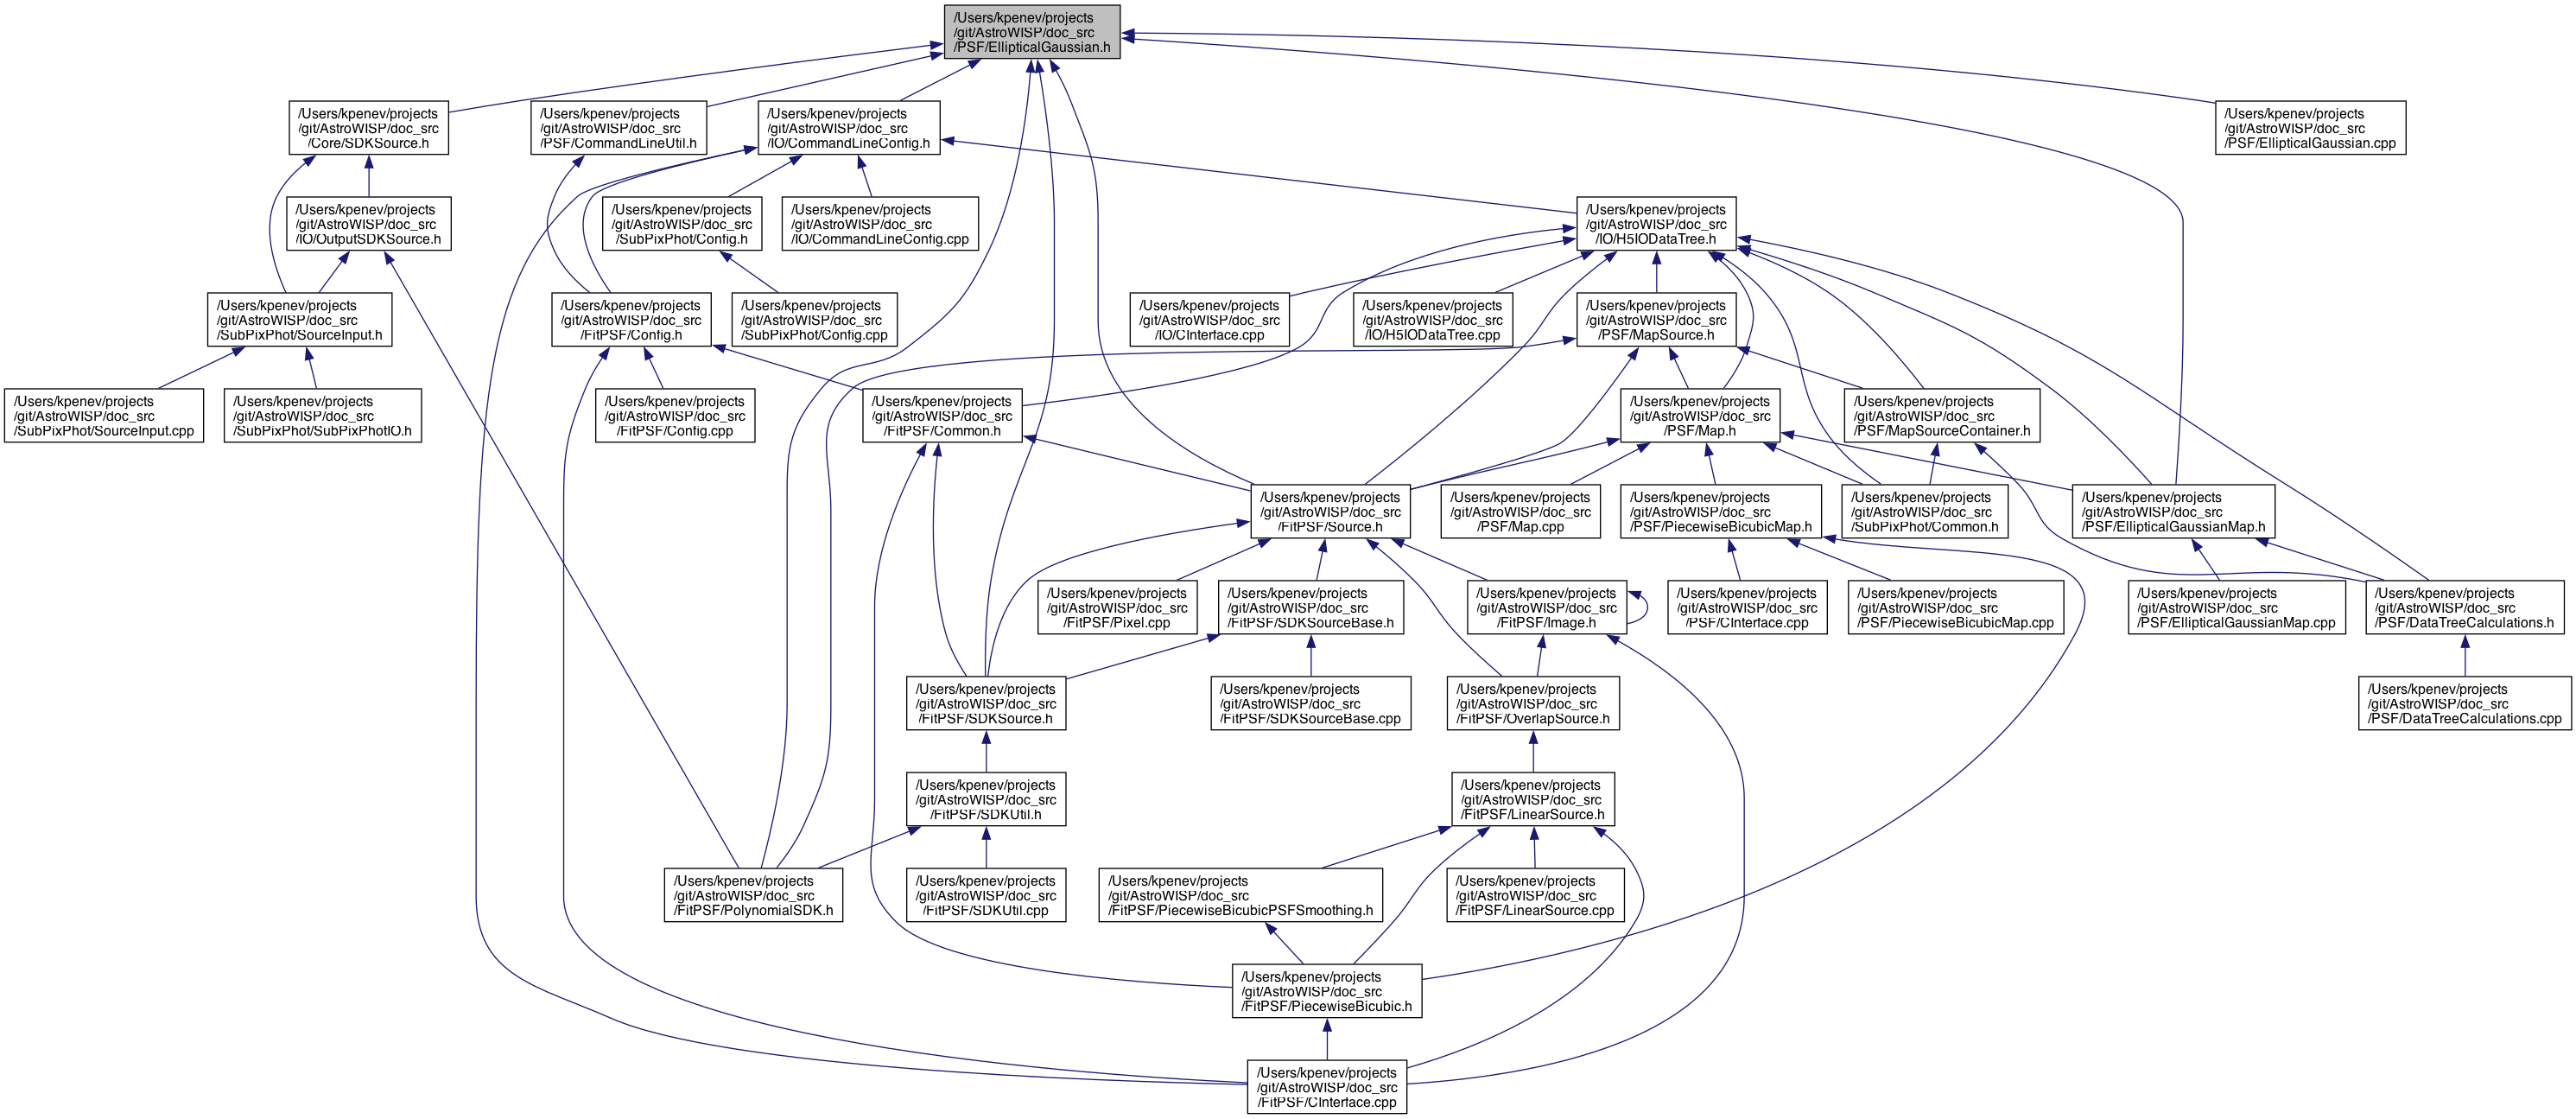 /Users/kpenev/projects
/git/AstroWISP/doc_src
/PSF/EllipticalGaussian.h
/Users/kpenev/projects
/git/AstroWISP/doc_src
/Core/SDKSource.h
/Users/kpenev/projects
/git/AstroWISP/doc_src
/PSF/CommandLineUtil.h
/Users/kpenev/projects
/git/AstroWISP/doc_src
/IO/CommandLineConfig.h
/Users/kpenev/projects
/git/AstroWISP/doc_src
/PSF/EllipticalGaussian.cpp
/Users/kpenev/projects
/git/AstroWISP/doc_src
/IO/OutputSDKSource.h
/Users/kpenev/projects
/git/AstroWISP/doc_src
/SubPixPhot/Config.h
/Users/kpenev/projects
/git/AstroWISP/doc_src
/IO/CommandLineConfig.cpp
/Users/kpenev/projects
/git/AstroWISP/doc_src
/IO/H5IODataTree.h
/Users/kpenev/projects
/git/AstroWISP/doc_src
/SubPixPhot/SourceInput.h
/Users/kpenev/projects
/git/AstroWISP/doc_src
/FitPSF/Config.h
/Users/kpenev/projects
/git/AstroWISP/doc_src
/SubPixPhot/Config.cpp
/Users/kpenev/projects
/git/AstroWISP/doc_src
/IO/CInterface.cpp
/Users/kpenev/projects
/git/AstroWISP/doc_src
/IO/H5IODataTree.cpp
/Users/kpenev/projects
/git/AstroWISP/doc_src
/PSF/MapSource.h
/Users/kpenev/projects
/git/AstroWISP/doc_src
/SubPixPhot/SourceInput.cpp
/Users/kpenev/projects
/git/AstroWISP/doc_src
/SubPixPhot/SubPixPhotIO.h
/Users/kpenev/projects
/git/AstroWISP/doc_src
/FitPSF/Config.cpp
/Users/kpenev/projects
/git/AstroWISP/doc_src
/FitPSF/Common.h
/Users/kpenev/projects
/git/AstroWISP/doc_src
/PSF/Map.h
/Users/kpenev/projects
/git/AstroWISP/doc_src
/PSF/MapSourceContainer.h
/Users/kpenev/projects
/git/AstroWISP/doc_src
/FitPSF/Source.h
/Users/kpenev/projects
/git/AstroWISP/doc_src
/PSF/Map.cpp
/Users/kpenev/projects
/git/AstroWISP/doc_src
/PSF/PiecewiseBicubicMap.h
/Users/kpenev/projects
/git/AstroWISP/doc_src
/SubPixPhot/Common.h
/Users/kpenev/projects
/git/AstroWISP/doc_src
/PSF/EllipticalGaussianMap.h
/Users/kpenev/projects
/git/AstroWISP/doc_src
/FitPSF/Pixel.cpp
/Users/kpenev/projects
/git/AstroWISP/doc_src
/FitPSF/SDKSourceBase.h
/Users/kpenev/projects
/git/AstroWISP/doc_src
/FitPSF/Image.h
/Users/kpenev/projects
/git/AstroWISP/doc_src
/PSF/CInterface.cpp
/Users/kpenev/projects
/git/AstroWISP/doc_src
/PSF/PiecewiseBicubicMap.cpp
/Users/kpenev/projects
/git/AstroWISP/doc_src
/PSF/EllipticalGaussianMap.cpp
/Users/kpenev/projects
/git/AstroWISP/doc_src
/PSF/DataTreeCalculations.h
/Users/kpenev/projects
/git/AstroWISP/doc_src
/FitPSF/SDKSource.h
/Users/kpenev/projects
/git/AstroWISP/doc_src
/FitPSF/SDKSourceBase.cpp
/Users/kpenev/projects
/git/AstroWISP/doc_src
/FitPSF/OverlapSource.h
/Users/kpenev/projects
/git/AstroWISP/doc_src
/PSF/DataTreeCalculations.cpp
/Users/kpenev/projects
/git/AstroWISP/doc_src
/FitPSF/SDKUtil.h
/Users/kpenev/projects
/git/AstroWISP/doc_src
/FitPSF/LinearSource.h
/Users/kpenev/projects
/git/AstroWISP/doc_src
/FitPSF/PolynomialSDK.h
/Users/kpenev/projects
/git/AstroWISP/doc_src
/FitPSF/SDKUtil.cpp
/Users/kpenev/projects
/git/AstroWISP/doc_src
/FitPSF/PiecewiseBicubicPSFSmoothing.h
/Users/kpenev/projects
/git/AstroWISP/doc_src
/FitPSF/LinearSource.cpp
/Users/kpenev/projects
/git/AstroWISP/doc_src
/FitPSF/PiecewiseBicubic.h
/Users/kpenev/projects
/git/AstroWISP/doc_src
/FitPSF/CInterface.cpp